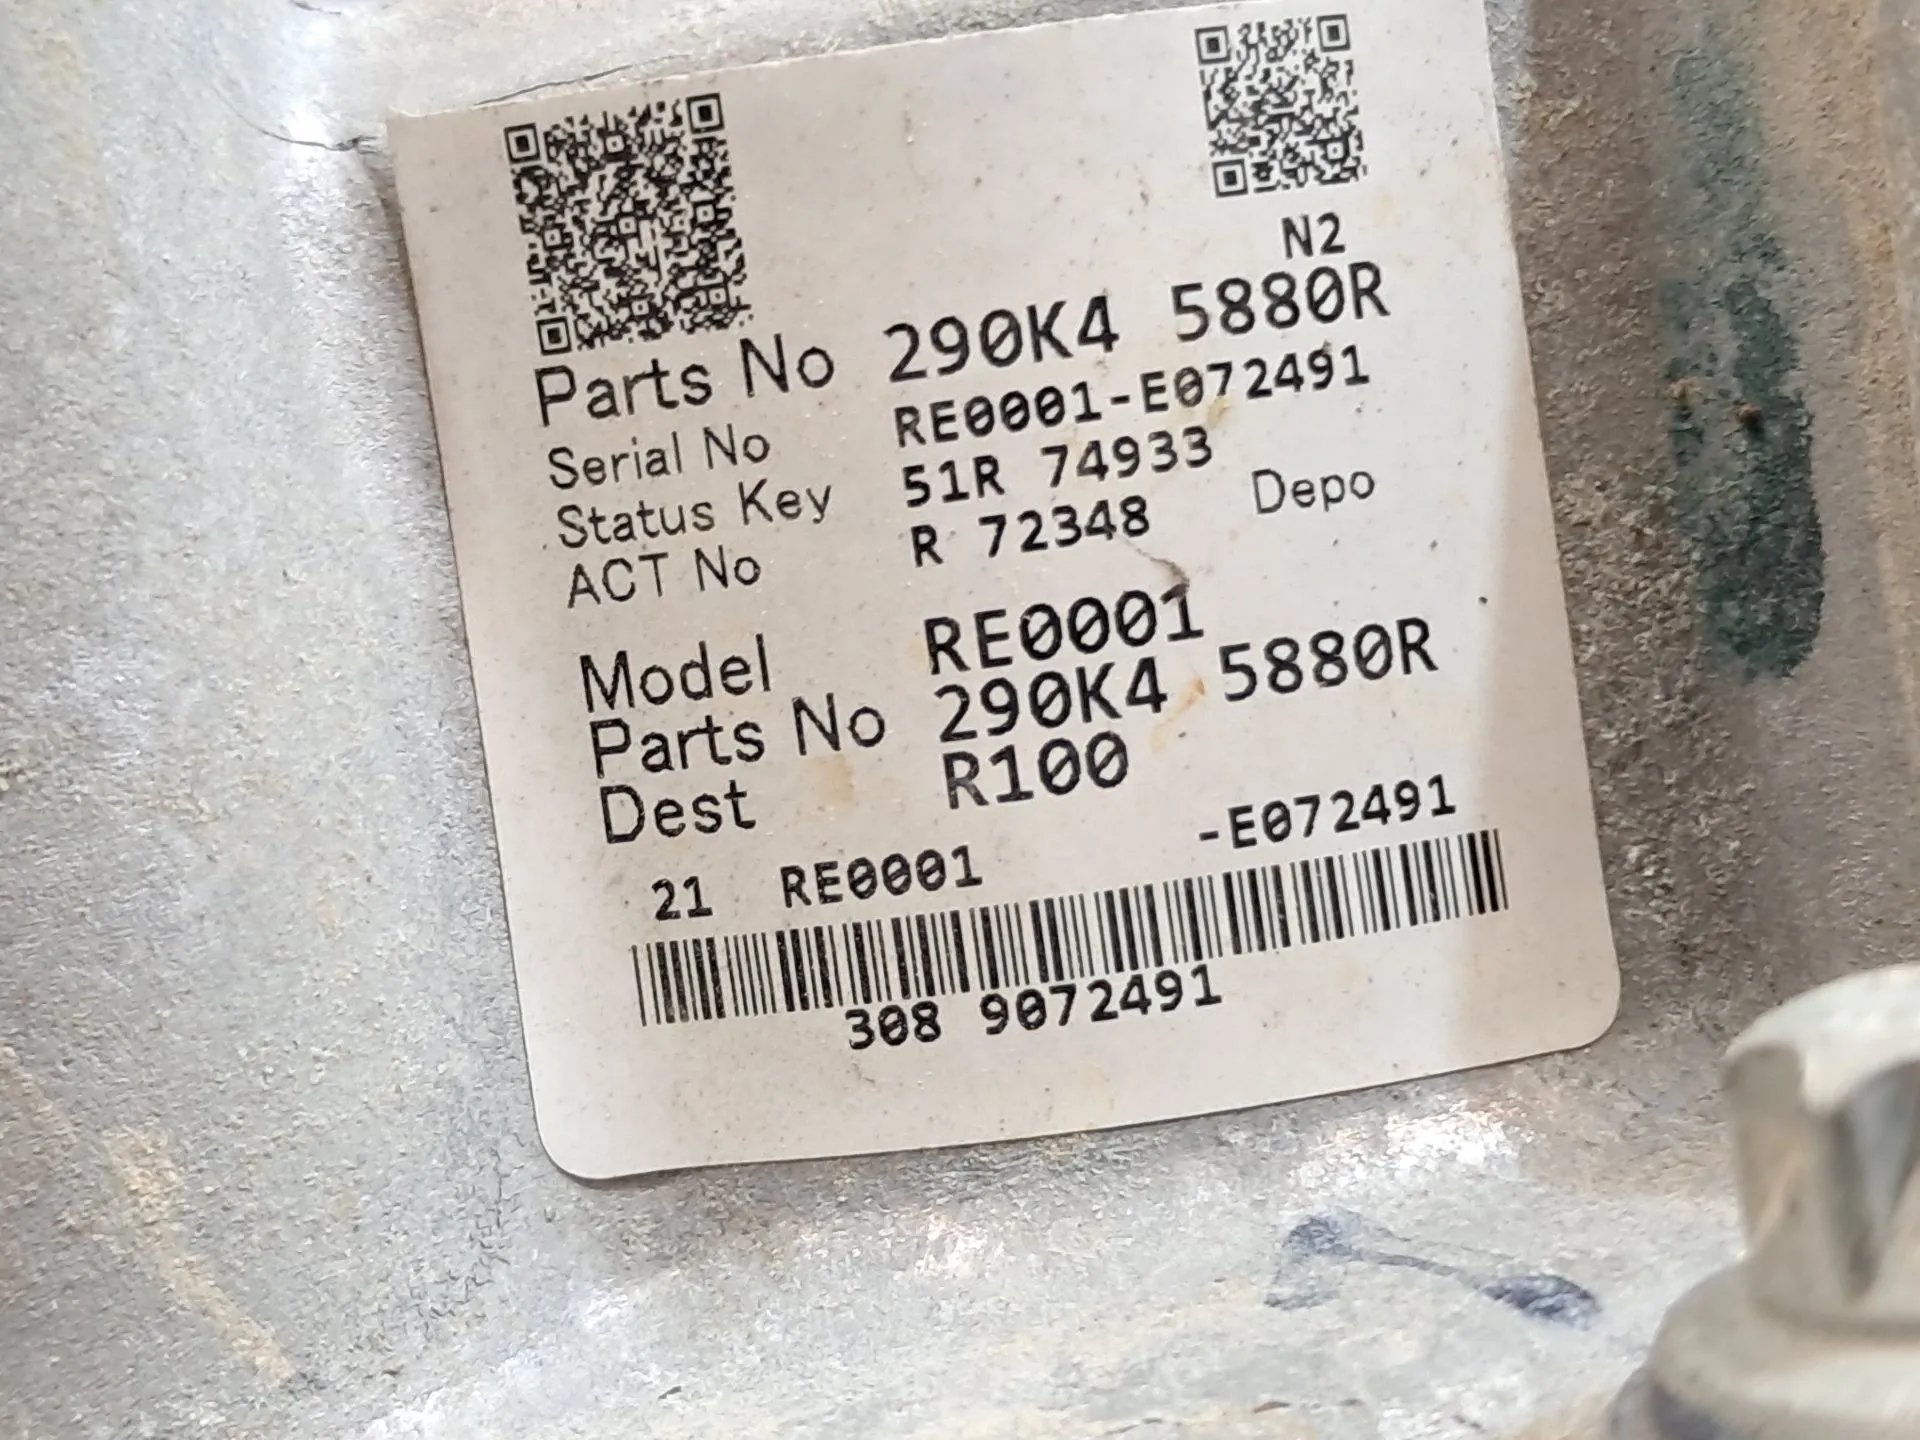 N2
Parts No 290K4 5880R
Serial No RE0001-E072491
Status Key 51R 74933
ACT No R 72348 Depo
Model RE0001
Parts No 290K4 5880R
Dest R100
21 RE0001 -E072491
308 9072491